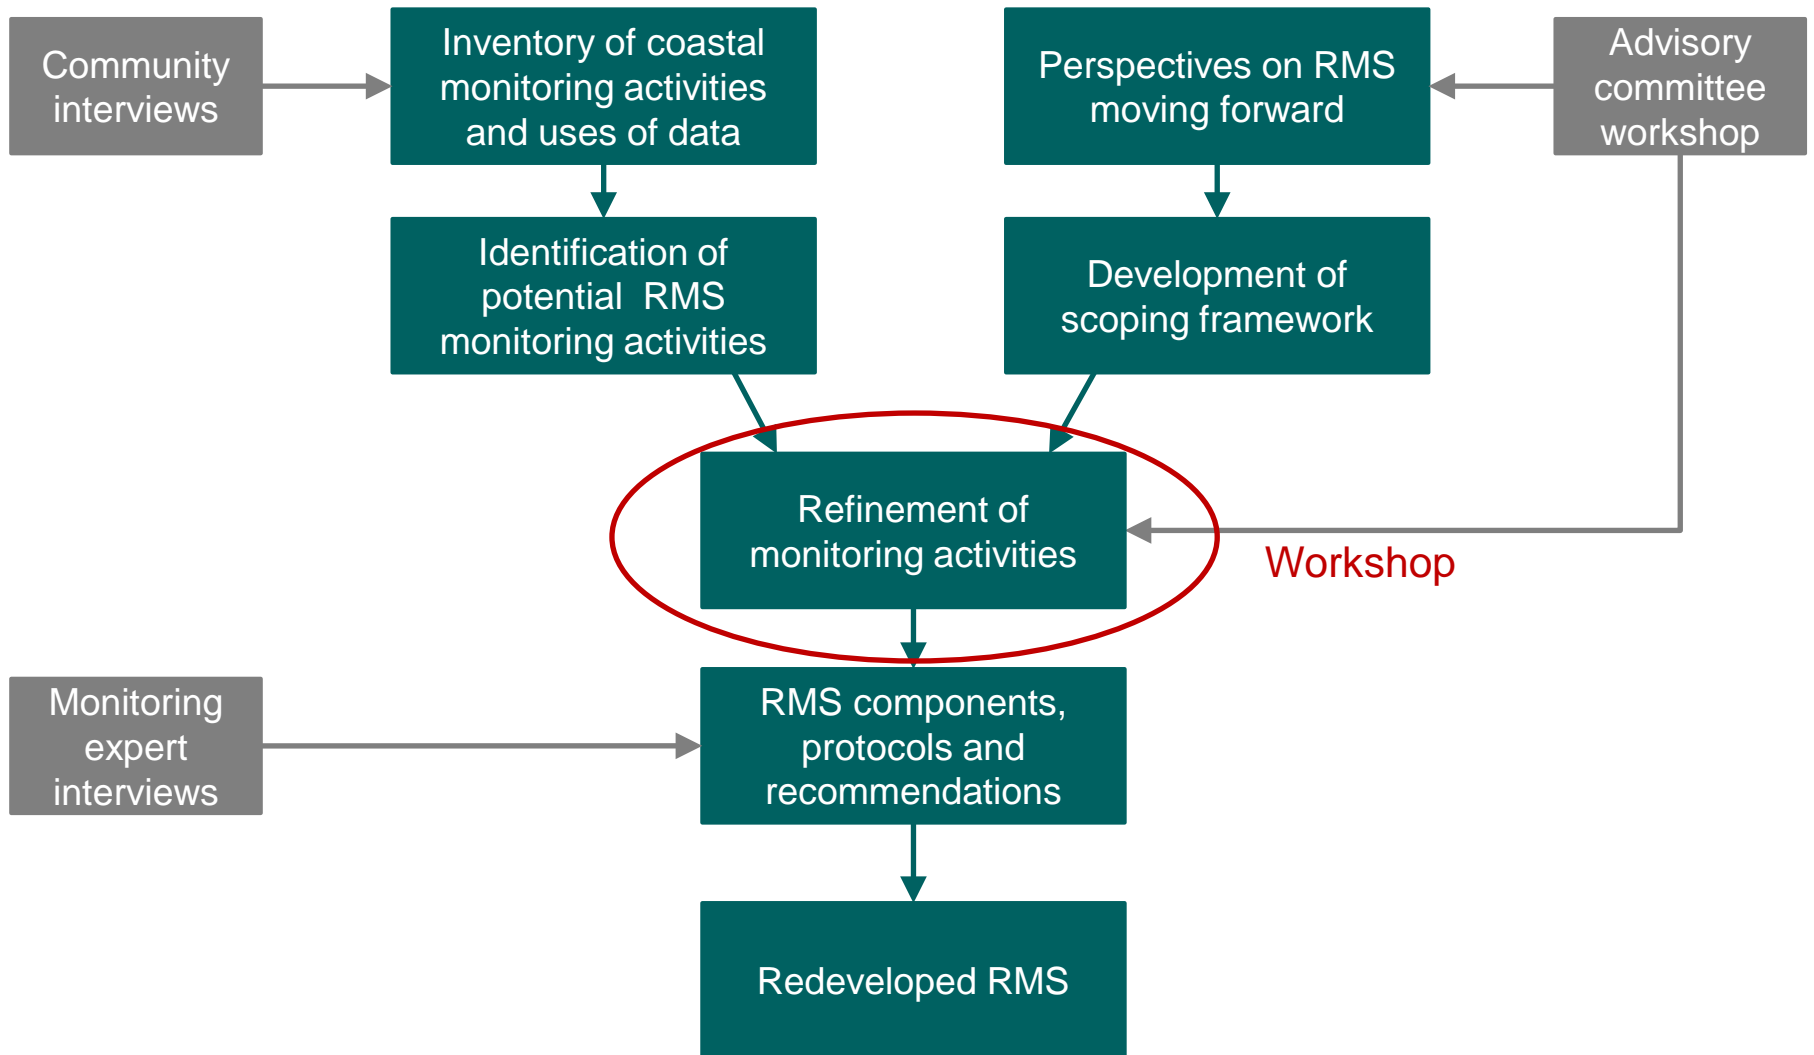 Community
interviews
Inventory of coastal
monitoring activities
and uses of data
Perspectives on RMS
moving forward
Advisory
committee
workshop
Identification of
potential  RMS
monitoring activities
Development of
scoping framework
Refinement of
monitoring activities
Workshop
Monitoring
expert
interviews
RMS components,
protocols and
recommendations
Redeveloped RMS